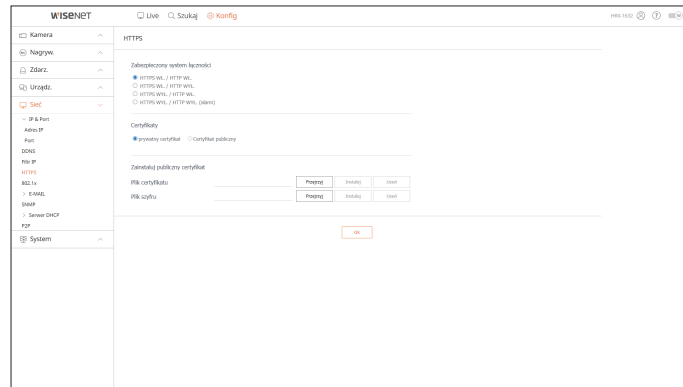 WISENET
Live Szukaj Konfig
HRX-1632
Kamera
Nagryw.
Zdarz.
Urządz.
Sieć
IP & Port
Adres IP
Port
DDNS
Filtr IP
HTTPS
802.1x
E-MAIL
SNMP
Serwer DHCP
P2P
System
HTTPS
Zabezpieczony system łączności
HTTPS WŁ. / HTTP WŁ.
HTTPS WŁ. / HTTP WYŁ.
HTTPS WYŁ. / HTTP WŁ.
HTTPS WYŁ. / HTTP WYŁ. (alarm)
Certyfikaty
prywatny certyfikat Certyfikat publiczny
Zainstaluj publiczny certyfikat
Plik certyfikatu Przejrzyj Instaluj Usuń
Plik szyfru Przejrzyj Instaluj Usuń
OK